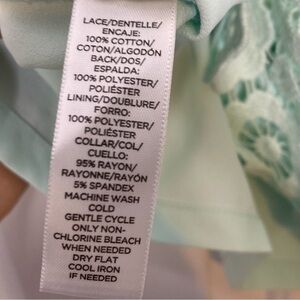 LACE/DENTELLE/
ENCAJE:
100% COTTON/
COTON/ALGODÓN
BACK/DOS/
ESPALDA:
100% POLYESTER/
POLIÉSTER
LINING/DOUBLURE/
FORRO:
100% POLYESTER/
POLIÉSTER
COLLAR/COL/
CUELLO:
95% RAYON/
RAYONNE/RAYÓN
5% SPANDEX
MACHINE WASH
COLD
GENTLE CYCLE
ONLY NON-
CHLORINE BLEACH
WHEN NEEDED
DRY FLAT
COOL IRON
IF NEEDED